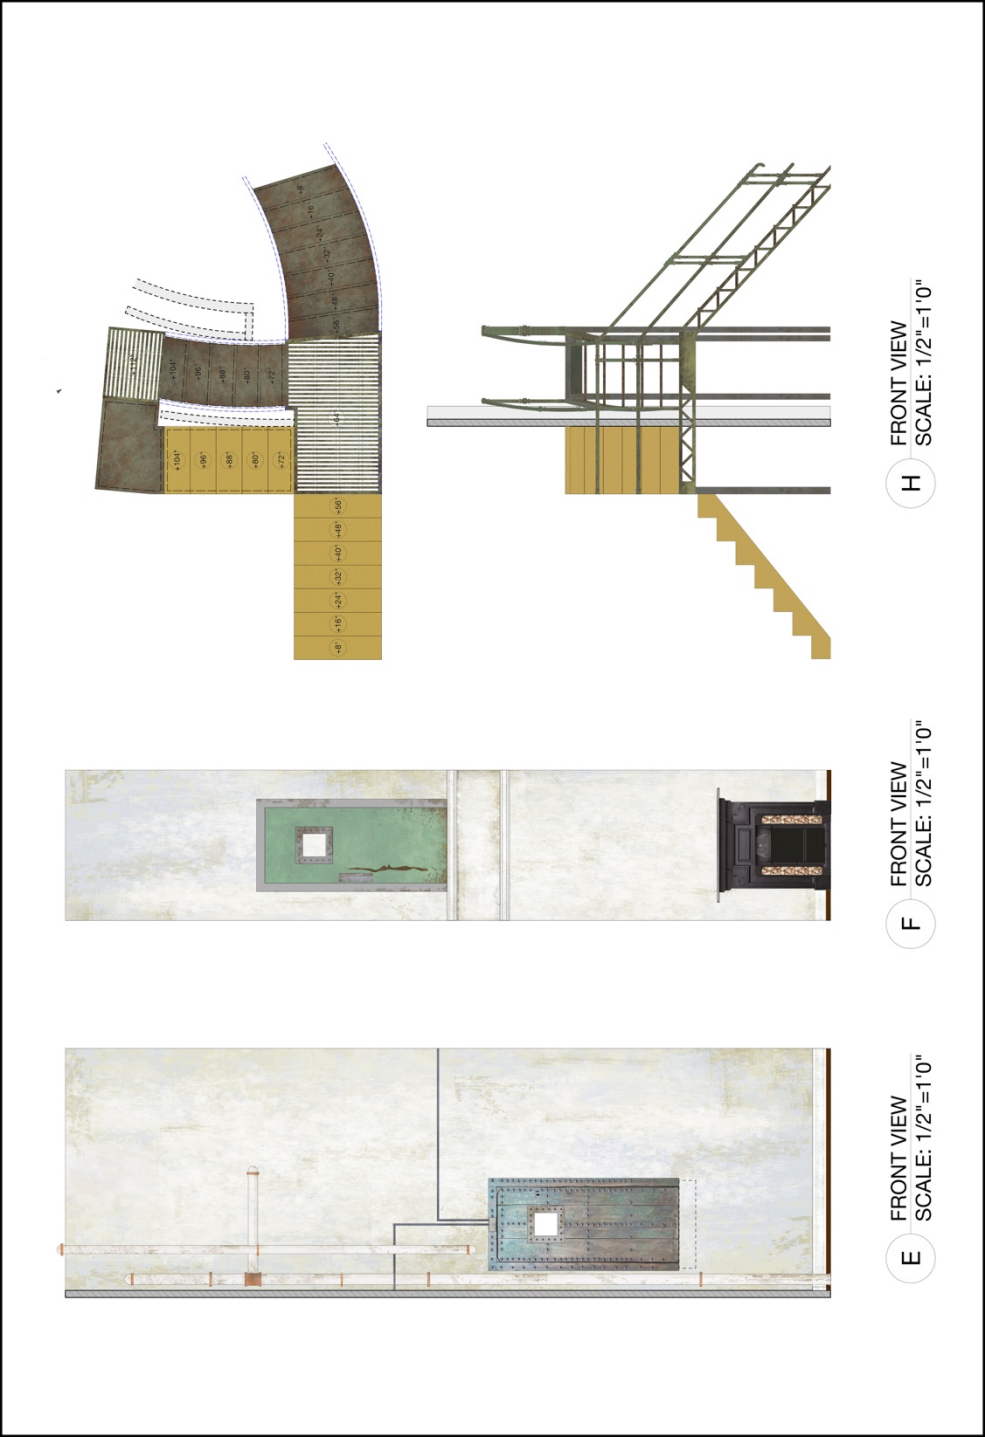 +8"
+16"
+24"
+32"
+40"
+48"
+56"
+112"
+104"
+96"
+88"
+80"
+72"
+64"
+104"
+96"
+88"
+80"
+72"
+56"
+48"
+40"
+32"
+24"
+16"
+8"
H
FRONT VIEW
SCALE: 1/2"=1'0"
F
FRONT VIEW
SCALE: 1/2"=1'0"
E
FRONT VIEW
SCALE: 1/2"=1'0"